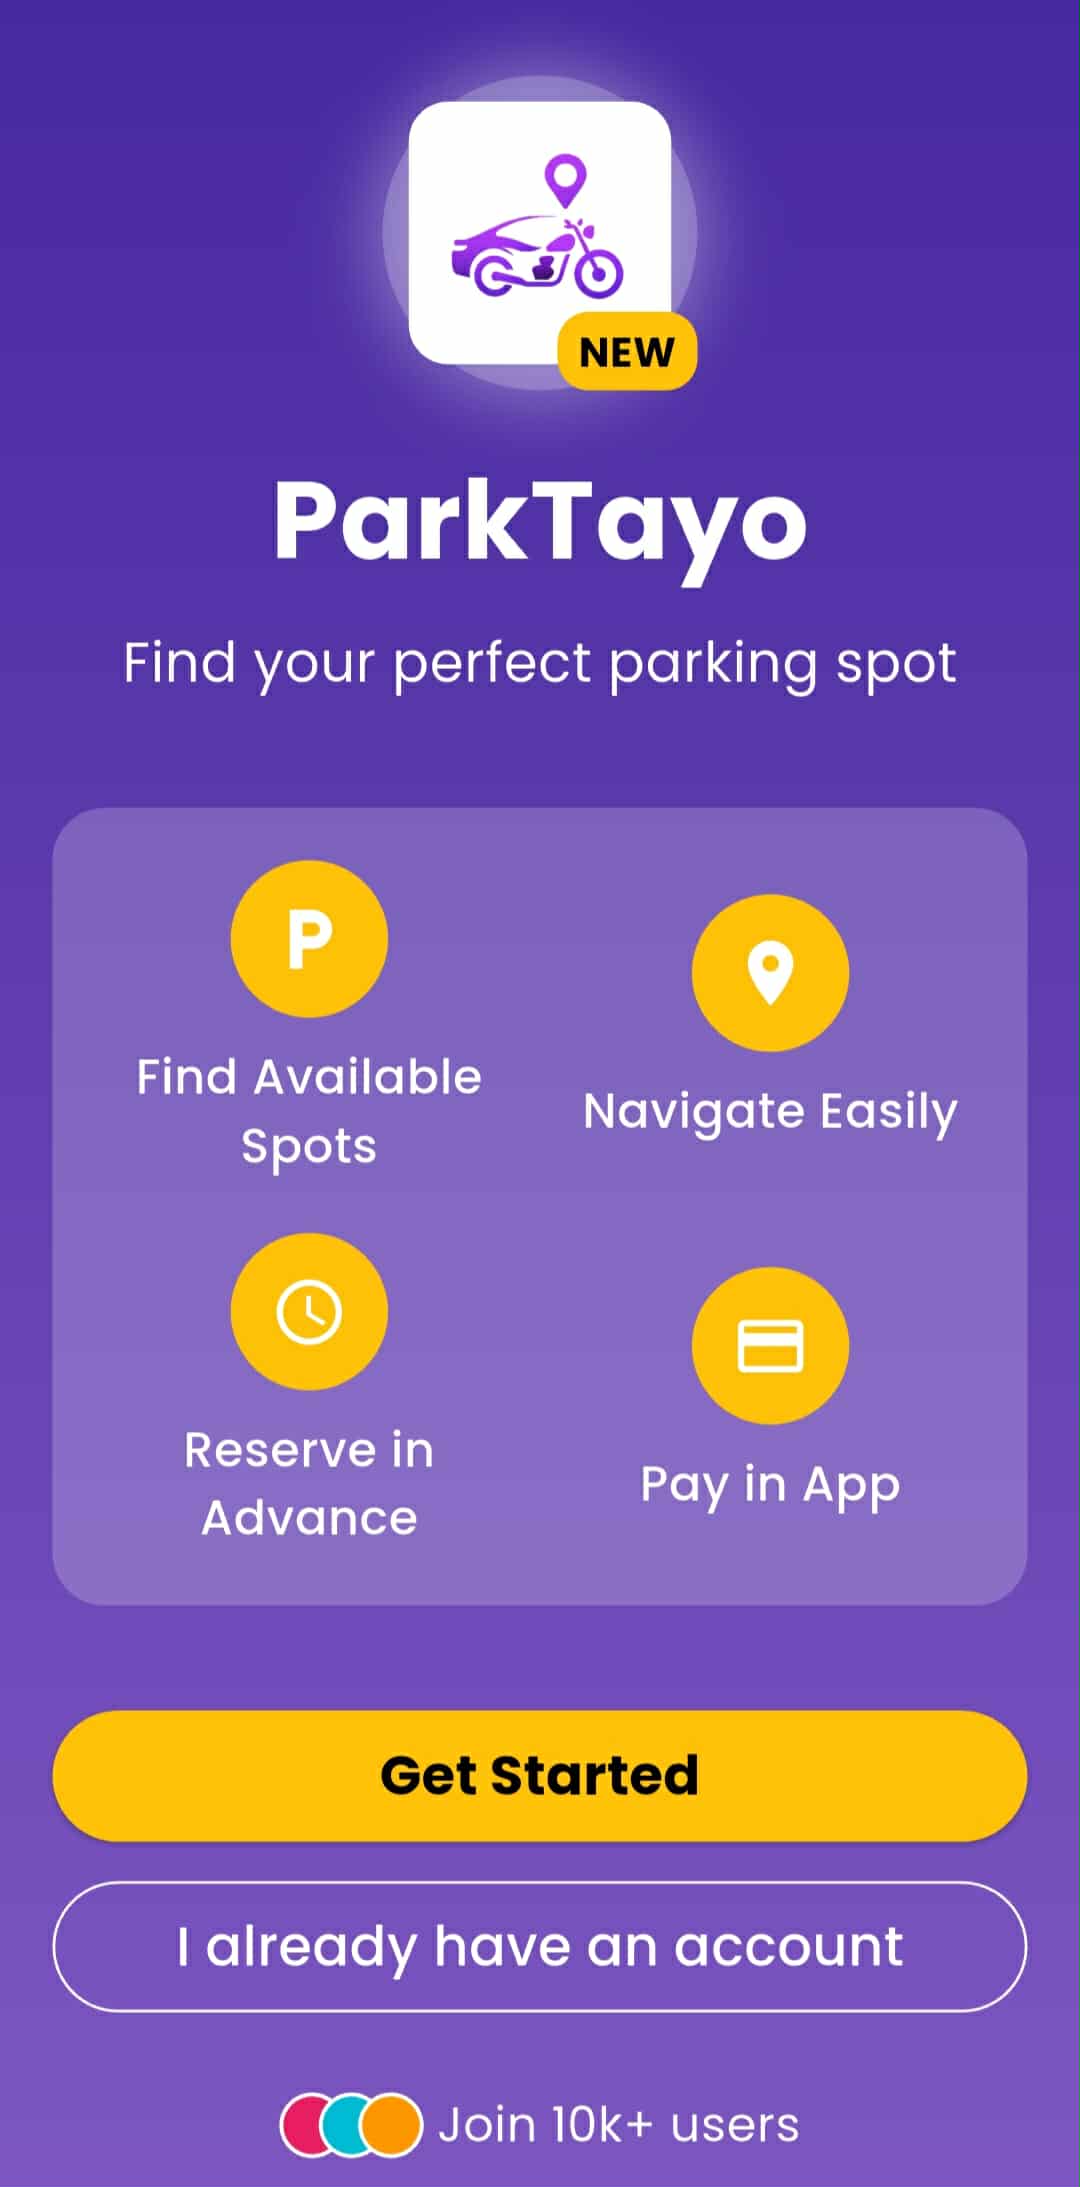 NEW
ParkTayo
Find your perfect parking spot
P
Find Available
Spots
Navigate Easily
Reserve in
Advance
Pay in App
Get Started
I already have an account
Join 10k+ users